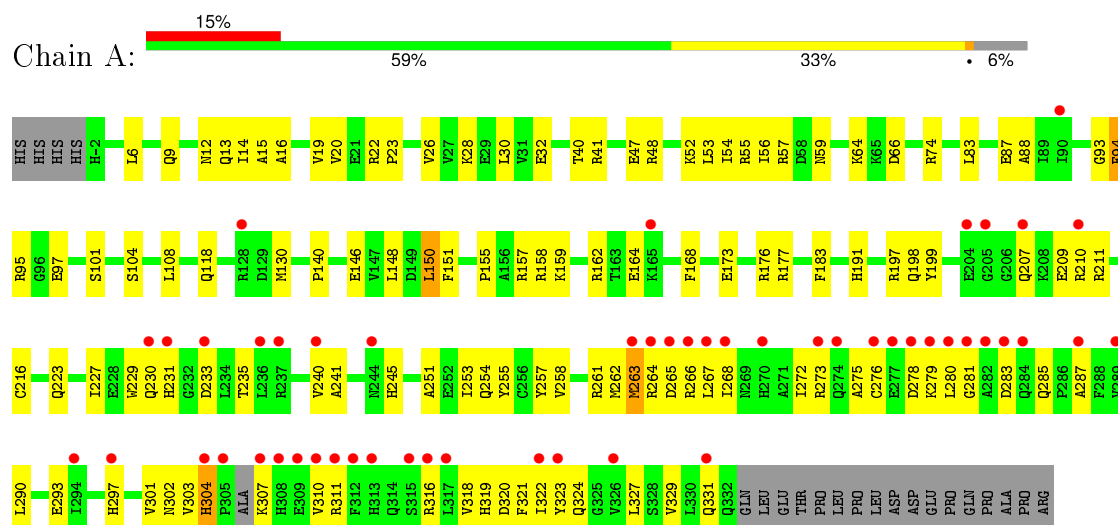 15%
Chain A:
59% 33% • 6%
HIS HIS HIS HIS H-2 L6 Q9 N12 Q13 I14 A15 A16 V19 V20 E21 R22 P23 V26 V27 K28 E29 L30 V31 E32 T40 R41 E47 R48 K52 L53 I54 R55 I56 R57 D58 N59 K64 K65 D66 R74 L83 E87 A88 I89 I90 G93
R95 G96 E97 S101 S104 L108 Q118 R128 D129 M130 P140 E146 V147 L148 D149 L150 F151 P155 A156 R157 R158 K159 R162 T163 E164 K165 F168 E173 R176 R177 F183 H191 R197 Q198 Y199 E204 G205 G206 Q207 K208 E209 R210 R211
C216 Q223 I227 E228 W229 Q230 H231 G232 D233 L234 T235 L236 R237 V240 A241 N244 H245 A251 E252 I253 Q254 Y255 C256 Y257 V258 R261 M262 M263 R264 D265 R266 L267 I268 N269 H270 A271 I272 R273 Q274 A275 C276 E277 D278 K279 L280 G281 A282 D283 Q284 Q285 P286 A287 F288 V289
L290 E293 I294 H297 V301 N302 V303 H304 P305 ALA K307 H308 E309 V310 R311 F312 H313 Q314 S315 R316 L317 V318 H319 D320 F321 I322 Y323 Q324 G325 V326 L327 S328 V329 L330 Q331 Q332 GLN LEU GLU THR PRO LEU PRO LEU ASP ASP GLU PRO GLN PRO ALA PRO ARG